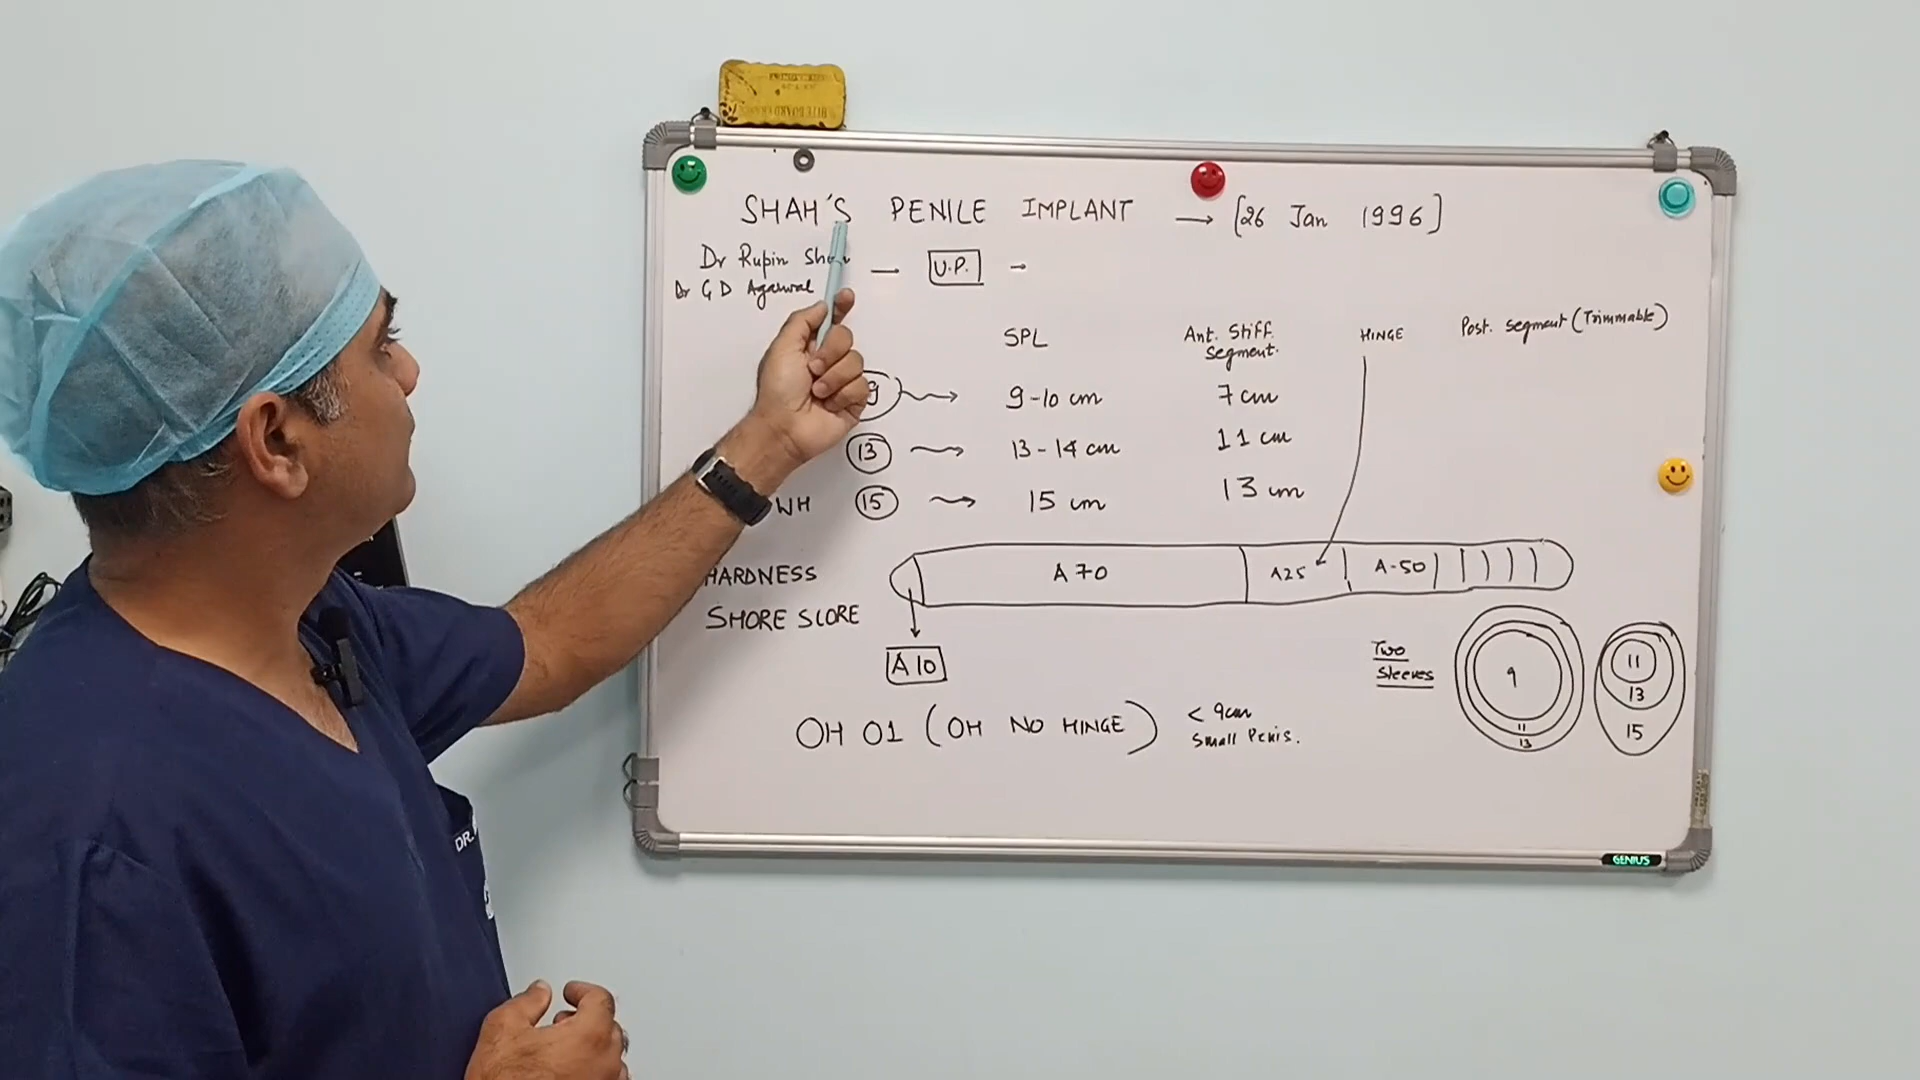 SHAH'S PENILE IMPLANT → [26 Jan 1996]
Dr Rupin — U.P. →
Dr G D Agarwal
SPL Ant. Stiff Segment. HINGE Post. segment (Trimmable)
9 9-10 cm 7 cm
13 13-14 cm 11 cm
WH 15 15 cm 13 cm
HARDNESS A 70 A25 A-50
SHORE SCORE
A 10
Two Sleeves
9
11
13
11
13
15
OH 01 (OH NO HINGE) < 9cm
Small Penis.
GENIUS
DR.